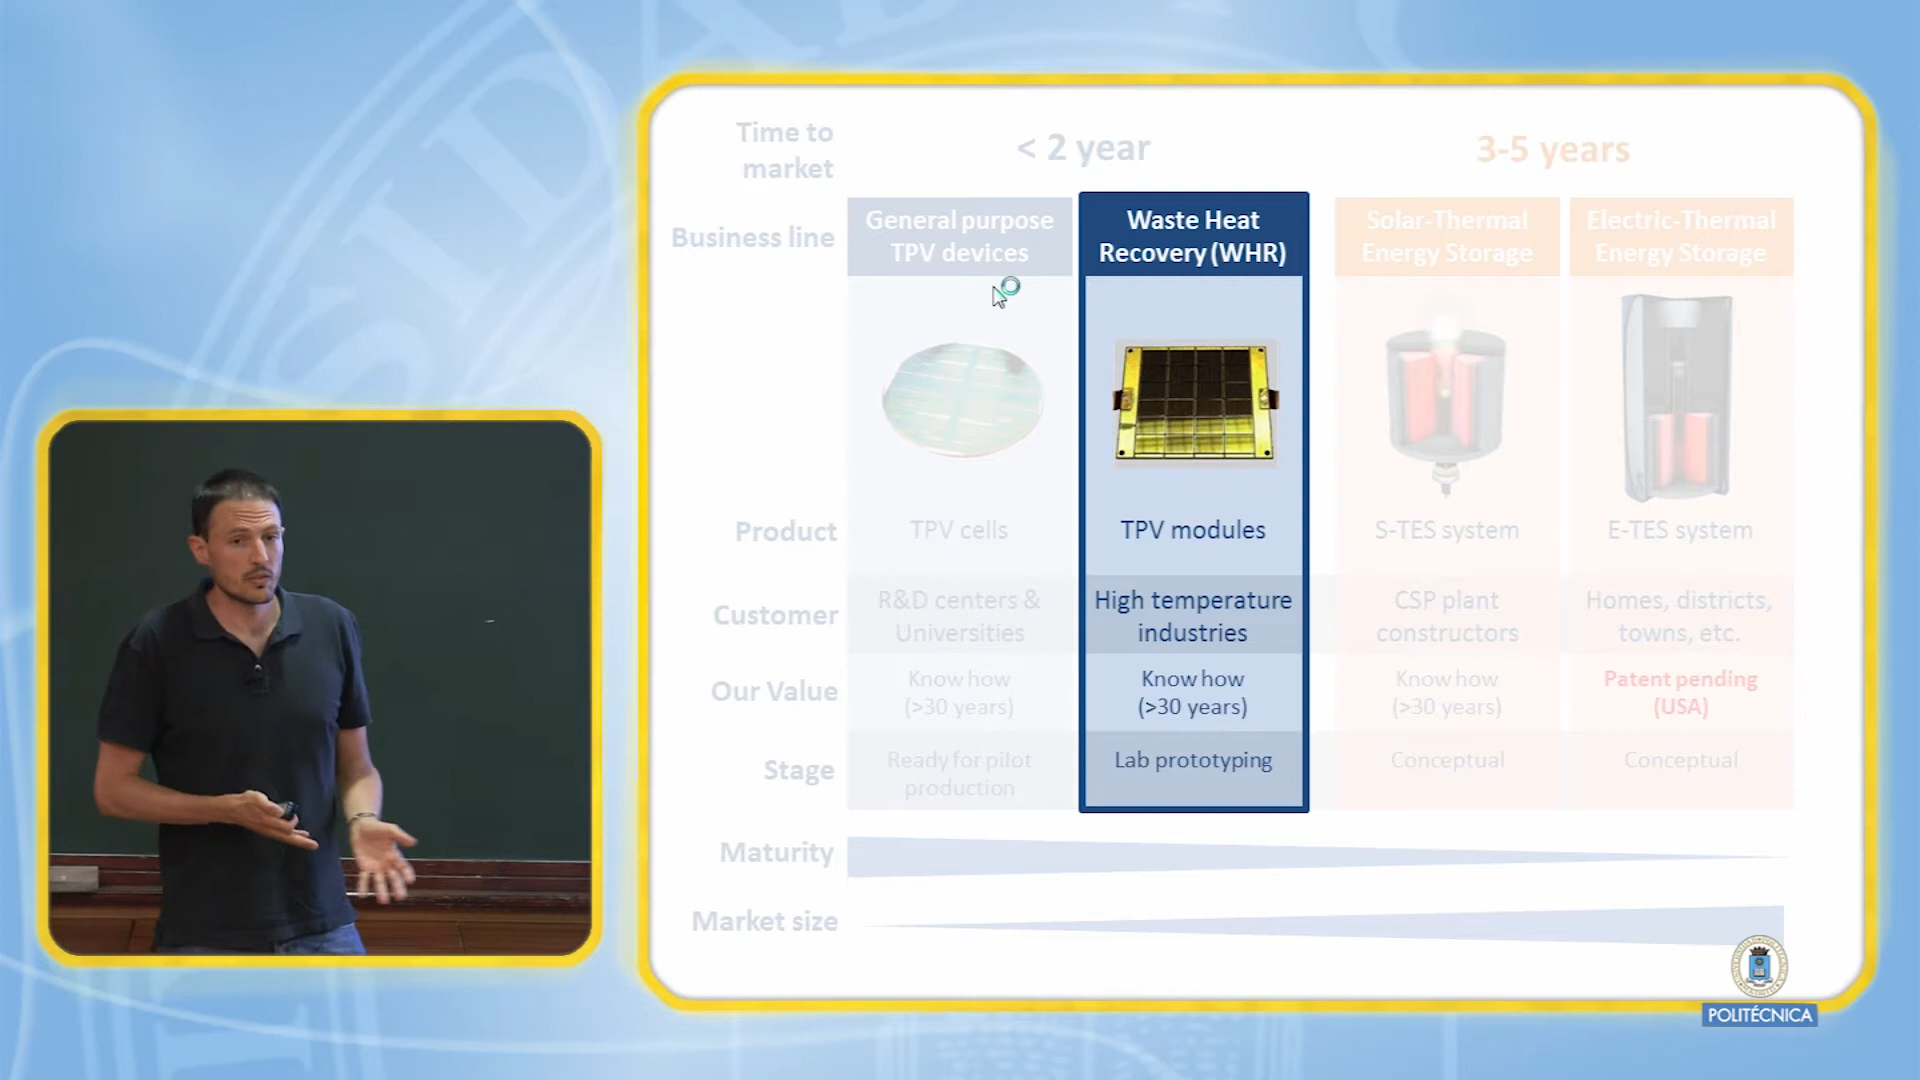 Time to
market
< 2 year
3-5 years
Business line
General purpose
TPV devices
Waste Heat
Recovery (WHR)
Solar-Thermal
Energy Storage
Electric-Thermal
Energy Storage
Product
TPV cells
TPV modules
S-TES system
E-TES system
Customer
R&D centers &
Universities
High temperature
industries
CSP plant
constructors
Homes, districts,
towns, etc.
Our Value
Know how
(>30 years)
Know how
(>30 years)
Know how
(>30 years)
Patent pending
(USA)
Stage
Ready for pilot
production
Lab prototyping
Conceptual
Conceptual
Maturity
Market size
POLITÉCNICA